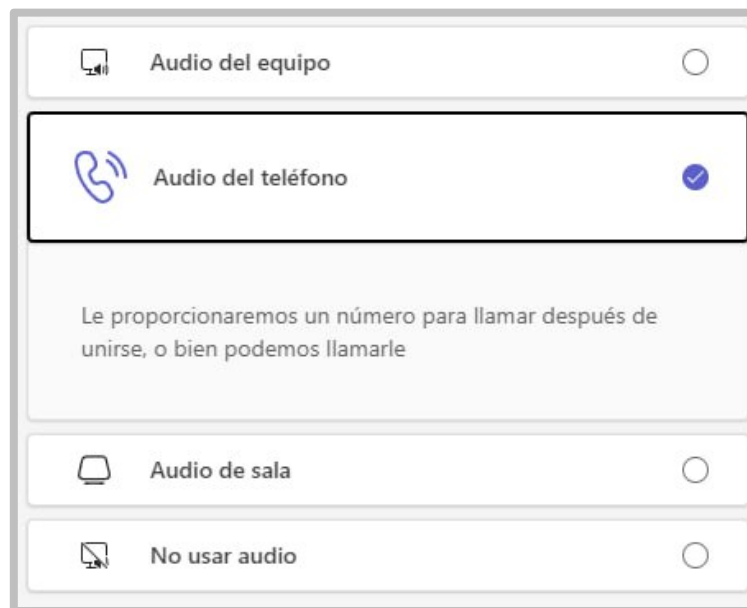 Audio del equipo
Audio del teléfono
Le proporcionaremos un número para llamar después de
unirse, o bien podemos llamarle
Audio de sala
No usar audio